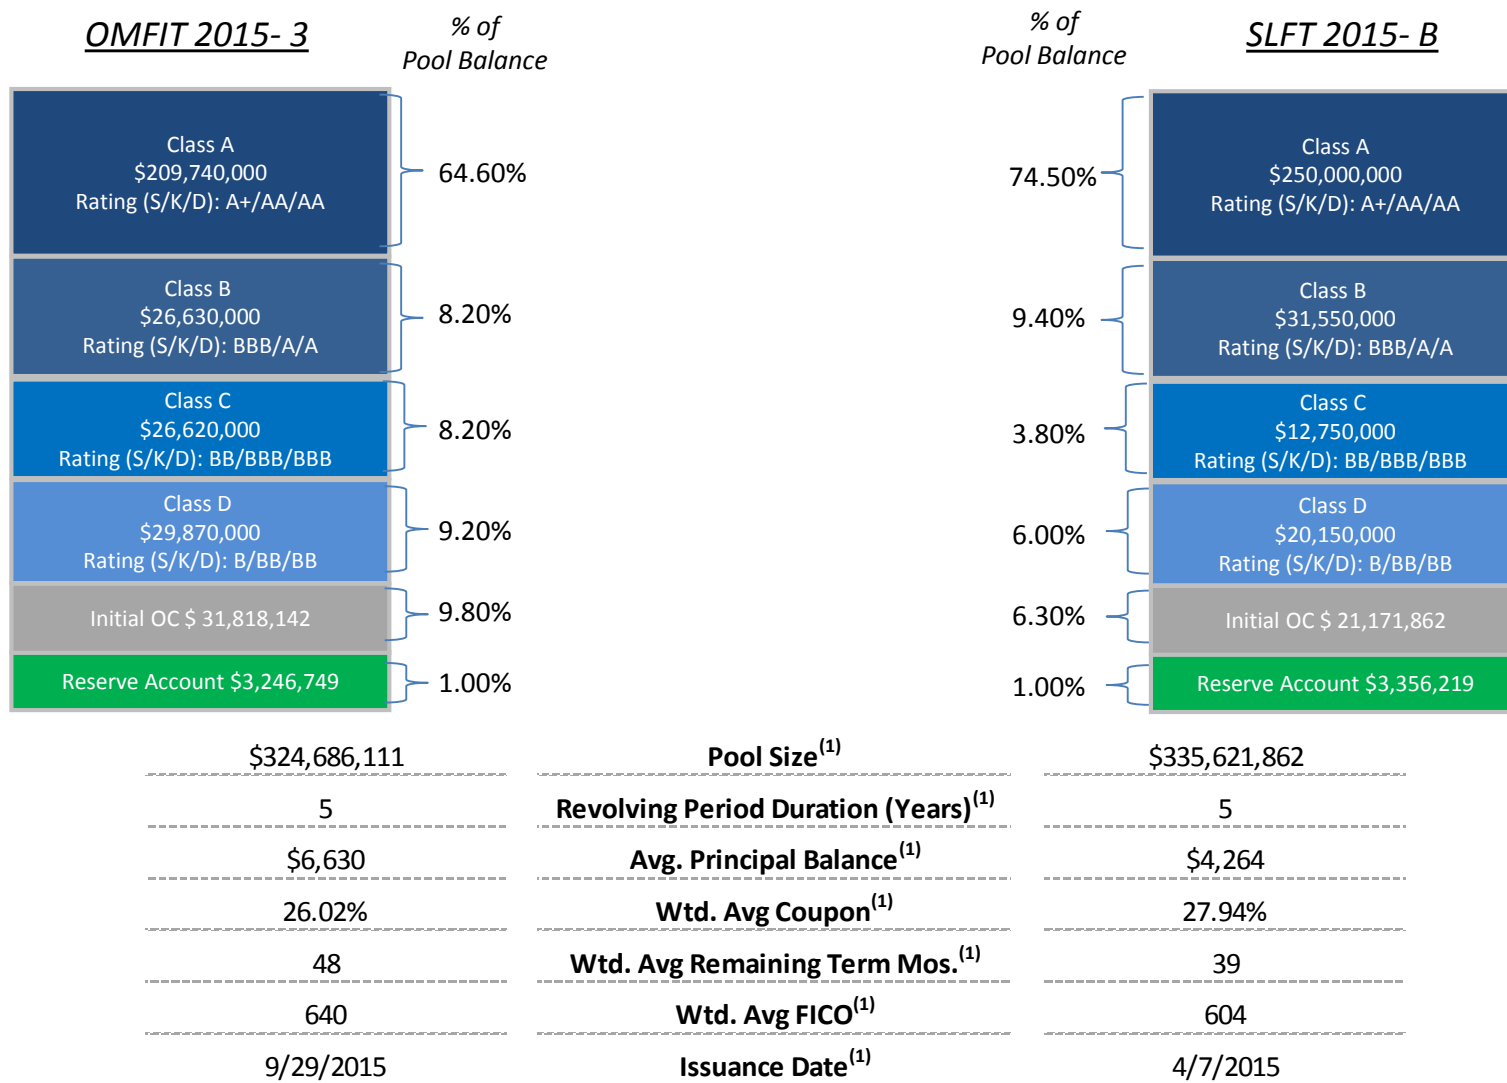 OMFIT 2015- 3
% of
Pool Balance
% of
Pool Balance
SLFT 2015- B
Class A
$209,740,000
Rating (S/K/D): A+/AA/AA
64.60%
Class B
$26,630,000
Rating (S/K/D): BBB/A/A
8.20%
Class C
$26,620,000
Rating (S/K/D): BB/BBB/BBB
8.20%
Class D
$29,870,000
Rating (S/K/D): B/BB/BB
9.20%
Initial OC $ 31,818,142
9.80%
Reserve Account $3,246,749
1.00%
74.50%
Class A
$250,000,000
Rating (S/K/D): A+/AA/AA
9.40%
Class B
$31,550,000
Rating (S/K/D): BBB/A/A
3.80%
Class C
$12,750,000
Rating (S/K/D): BB/BBB/BBB
6.00%
Class D
$20,150,000
Rating (S/K/D): B/BB/BB
6.30%
Initial OC $ 21,171,862
1.00%
Reserve Account $3,356,219
$324,686,111 Pool Size(1) $335,621,862
5 Revolving Period Duration (Years)(1) 5
$6,630 Avg. Principal Balance(1) $4,264
26.02% Wtd. Avg Coupon(1) 27.94%
48 Wtd. Avg Remaining Term Mos.(1) 39
640 Wtd. Avg FICO(1) 604
9/29/2015 Issuance Date(1) 4/7/2015